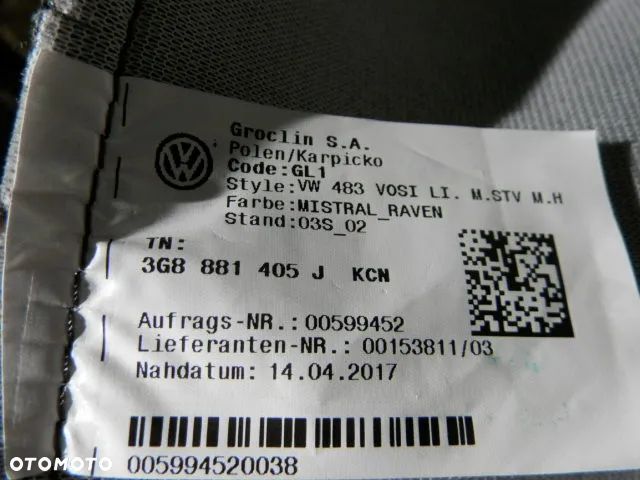 Groclin S.A.
Polen/Karpicko
Code:GL1
Style:VW 483 VOSI LI. M.STV M.H
Farbe:MISTRAL_RAVEN
Stand:03S_02
TN:
3G8 881 405 J KCN
Aufrags-NR.:00599452
Lieferanten-NR.: 00153811/03
Nahdatum: 14.04.2017
005994520038
OTOMOTO